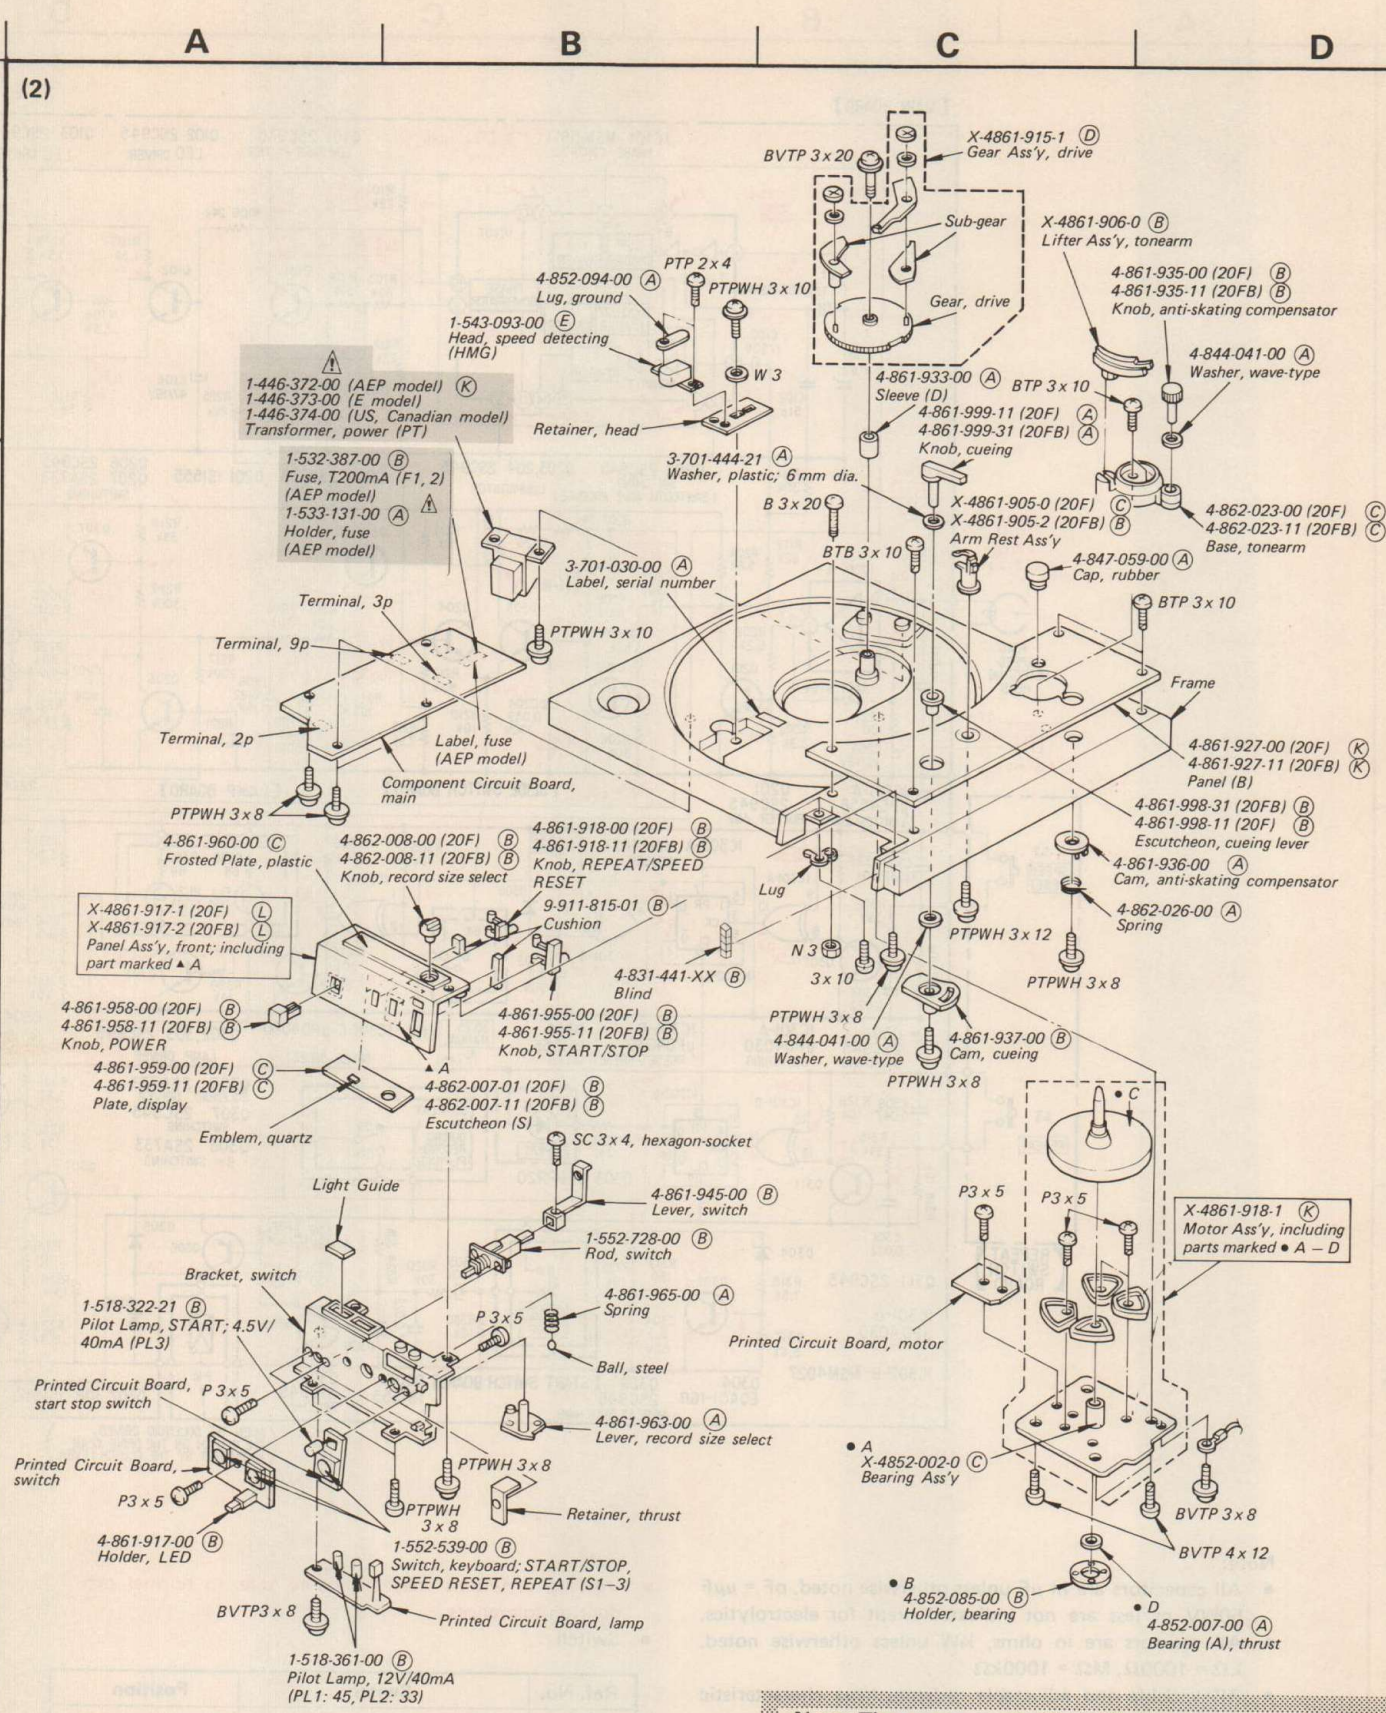 A B C D
(2)
X-4861-915-1 (D)
Gear Ass'y, drive
BVTP 3 x 20
Sub-gear
X-4861-906-0 (B)
Lifter Ass'y, tonearm
PTP 2 x 4
4-852-094-00 (A)
Lug, ground
PTPWH 3 x 10
4-861-935-00 (20F) (B)
4-861-935-11 (20FB) (B)
Knob, anti-skating compensator
Gear, drive
1-543-093-00 (E)
Head, speed detecting
(HMG)
4-844-041-00 (A)
Washer, wave-type
⚠
1-446-372-00 (AEP model) (K)
1-446-373-00 (E model)
1-446-374-00 (US, Canadian model)
Transformer, power (PT)
W 3
Retainer, head
4-861-933-00 (A)
Sleeve (D)
BTP 3 x 10
4-861-999-11 (20F) (A)
4-861-999-31 (20FB) (A)
Knob, cueing
1-532-387-00 (B)
Fuse, T200mA (F1, 2)
(AEP model)
1-533-131-00 (A) ⚠
Holder, fuse
(AEP model)
3-701-444-21 (A)
Washer, plastic; 6 mm dia.
B 3 x 20
X-4861-905-0 (20F) (C)
X-4861-905-2 (20FB) (B)
Arm Rest Ass'y
4-862-023-00 (20F) (C)
4-862-023-11 (20FB) (C)
Base, tonearm
BTB 3 x 10
4-847-059-00 (A)
Cap, rubber
3-701-030-00 (A)
Label, serial number
BTP 3 x 10
Terminal, 3p
Terminal, 9p
PTPWH 3 x 10
Frame
Terminal, 2p
Label, fuse
(AEP model)
Component Circuit Board,
main
4-861-927-00 (20F) (K)
4-861-927-11 (20FB) (K)
Panel (B)
PTPWH 3 x 8
4-861-998-31 (20FB) (B)
4-861-998-11 (20F) (B)
Escutcheon, cueing lever
4-861-960-00 (C)
Frosted Plate, plastic
4-862-008-00 (20F) (B)
4-862-008-11 (20FB) (B)
Knob, record size select
4-861-918-00 (20F) (B)
4-861-918-11 (20FB) (B)
Knob, REPEAT/SPEED
RESET
4-861-936-00 (A)
Cam, anti-skating compensator
Lug
4-862-026-00 (A)
Spring
X-4861-917-1 (20F) (L)
X-4861-917-2 (20FB) (L)
Panel Ass'y, front; including
part marked ▲ A
9-911-815-01 (B)
Cushion
PTPWH 3 x 12
N 3
3 x 10
4-831-441-XX (B)
Blind
PTPWH 3 x 8
4-861-958-00 (20F) (B)
4-861-958-11 (20FB) (B)
Knob, POWER
4-861-955-00 (20F) (B)
4-861-955-11 (20FB) (B)
Knob, START/STOP
PTPWH 3 x 8
4-844-041-00 (A)
Washer, wave-type
4-861-937-00 (B)
Cam, cueing
PTPWH 3 x 8
4-861-959-00 (20F) (C)
4-861-959-11 (20FB) (C)
Plate, display
▲ A
4-862-007-01 (20F) (B)
4-862-007-11 (20FB) (B)
Escutcheon (S)
● C
Emblem, quartz
SC 3 x 4, hexagon-socket
Light Guide
4-861-945-00 (B)
Lever, switch
P3 x 5
P3 x 5
X-4861-918-1 (K)
Motor Ass'y, including
parts marked ● A – D
1-552-728-00 (B)
Rod, switch
Bracket, switch
4-861-965-00 (A)
Spring
1-518-322-21 (B)
Pilot Lamp, START; 4.5V/
40mA (PL3)
P 3 x 5
Printed Circuit Board, motor
Ball, steel
Printed Circuit Board,
start stop switch
P 3 x 5
4-861-963-00 (A)
Lever, record size select
● A
X-4852-002-0 (C)
Bearing Ass'y
Printed Circuit Board,
switch
PTPWH 3 x 8
P3 x 5
PTPWH
3 x 8
Retainer, thrust
BVTP 3 x 8
4-861-917-00 (B)
Holder, LED
1-552-539-00 (B)
Switch, keyboard; START/STOP,
SPEED RESET, REPEAT (S1–3)
BVTP 4 x 12
● B
4-852-085-00 (B)
Holder, bearing
BVTP3 x 8
Printed Circuit Board, lamp
● D
4-852-007-00 (A)
Bearing (A), thrust
1-518-361-00 (B)
Pilot Lamp, 12V/40mA
(PL1: 45, PL2: 33)